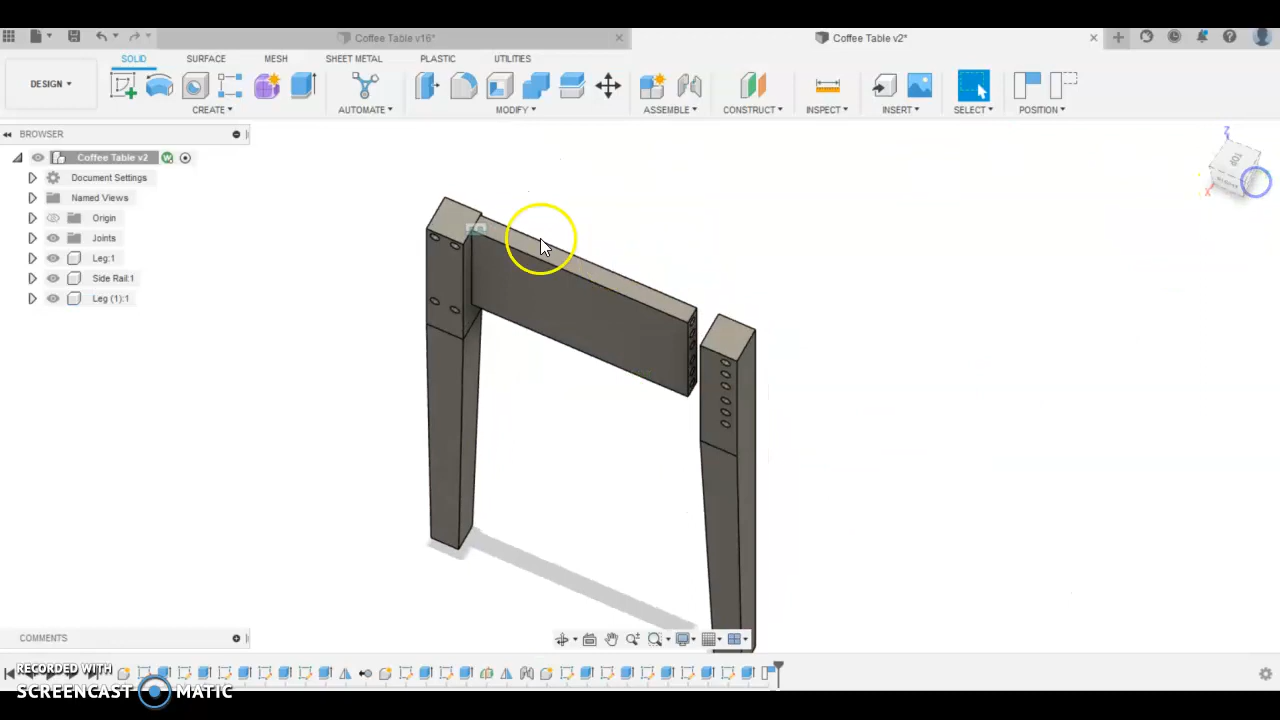 Coffee Table v16*
Coffee Table v2*
SOLID SURFACE MESH SHEET METAL PLASTIC UTILITIES
DESIGN
CREATE AUTOMATE MODIFY ASSEMBLE CONSTRUCT INSPECT INSERT SELECT POSITION
BROWSER
Coffee Table v2
Document Settings
Named Views
Origin
Joints
Leg:1
Side Rail:1
Leg (1):1
Z
TOP
X
COMMENTS
RECORDED WITH
SCREENCAST MATIC